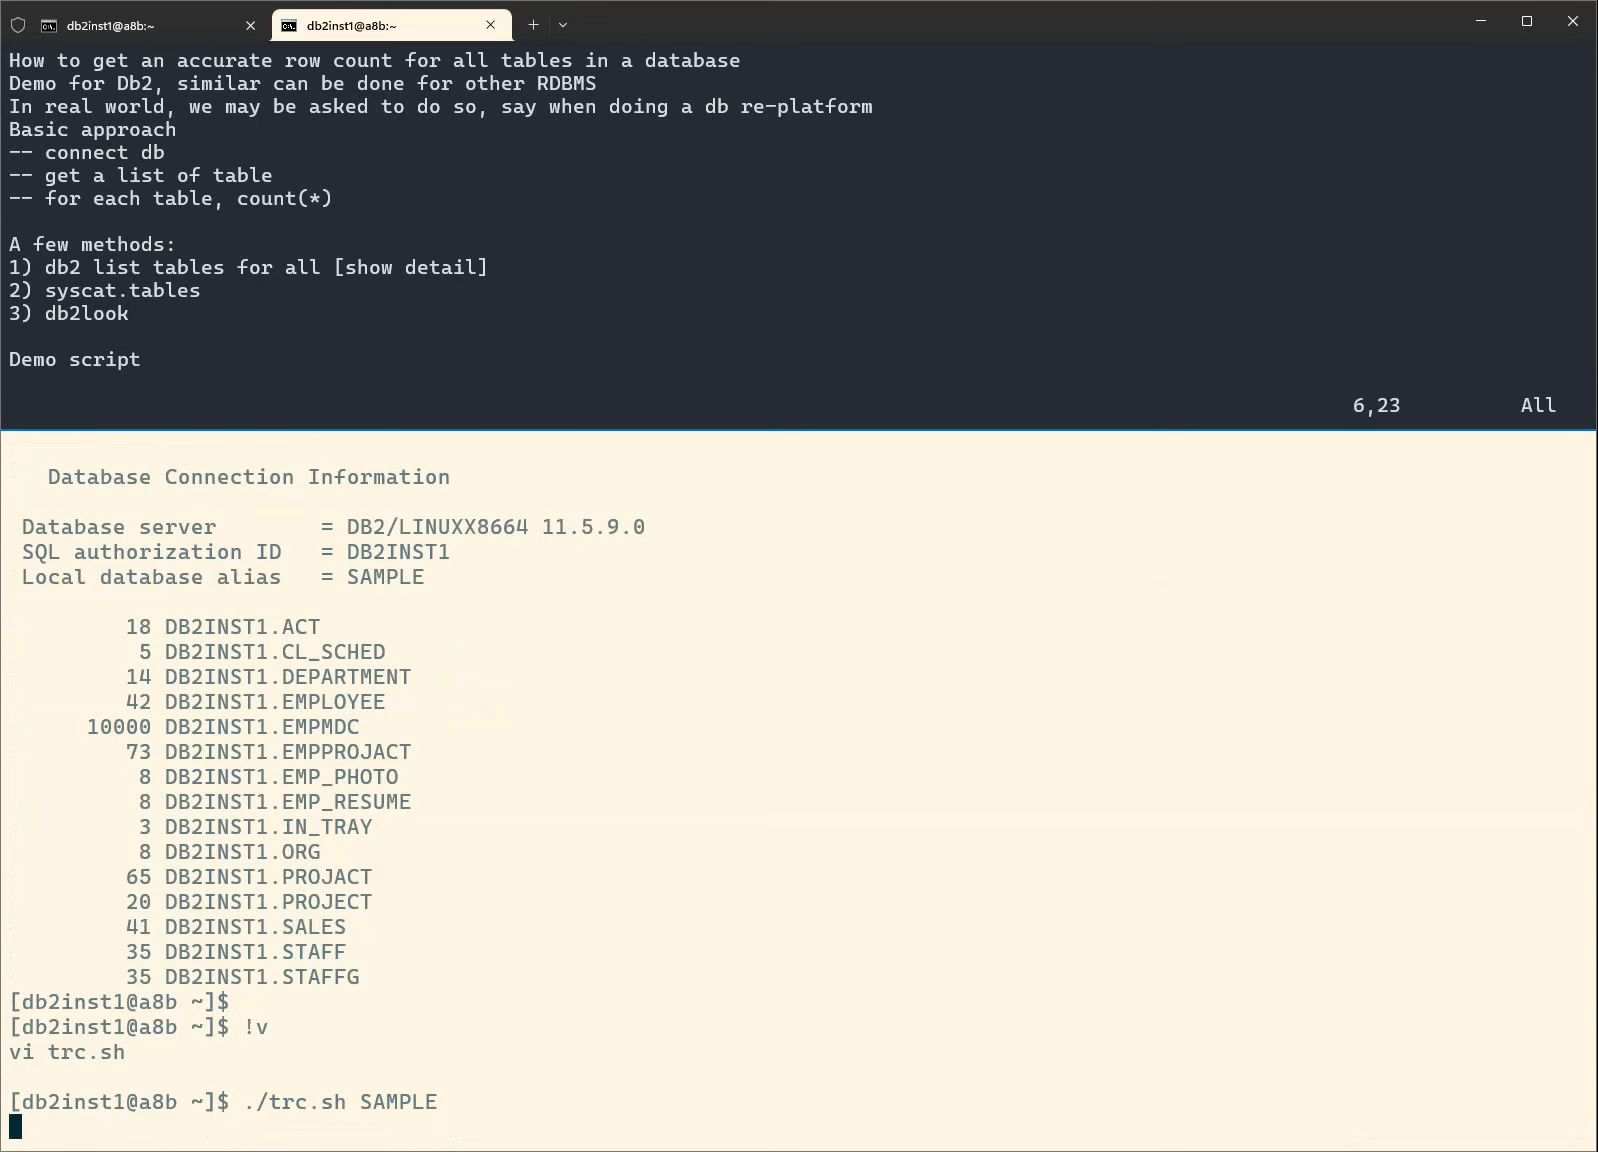 db2inst1@a8b:~
db2inst1@a8b:~
How to get an accurate row count for all tables in a database
Demo for Db2, similar can be done for other RDBMS
In real world, we may be asked to do so, say when doing a db re-platform
Basic approach
-- connect db
-- get a list of table
-- for each table, count(*)
A few methods:
1) db2 list tables for all [show detail]
2) syscat.tables
3) db2look
Demo script
6,23 All
Database Connection Information
Database server = DB2/LINUXX8664 11.5.9.0
SQL authorization ID = DB2INST1
Local database alias = SAMPLE
18 DB2INST1.ACT
5 DB2INST1.CL_SCHED
14 DB2INST1.DEPARTMENT
42 DB2INST1.EMPLOYEE
10000 DB2INST1.EMPMDC
73 DB2INST1.EMPPROJACT
8 DB2INST1.EMP_PHOTO
8 DB2INST1.EMP_RESUME
3 DB2INST1.IN_TRAY
8 DB2INST1.ORG
65 DB2INST1.PROJACT
20 DB2INST1.PROJECT
41 DB2INST1.SALES
35 DB2INST1.STAFF
35 DB2INST1.STAFFG
[db2inst1@a8b ~]$
[db2inst1@a8b ~]$ !v
vi trc.sh
[db2inst1@a8b ~]$ ./trc.sh SAMPLE